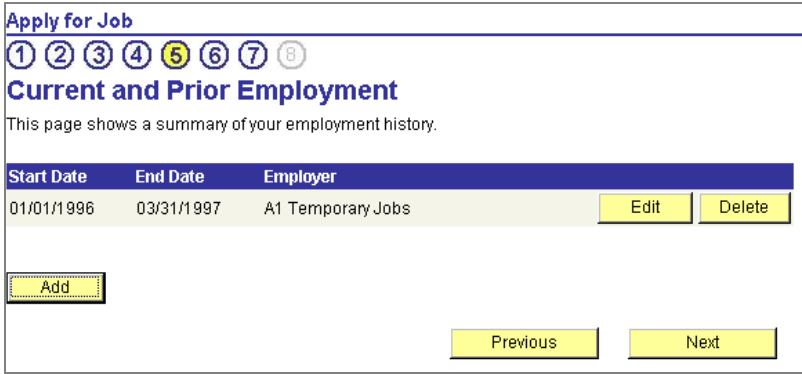 Apply for Job
1 2 3 4 5 6 7 8
Current and Prior Employment
This page shows a summary of your employment history.
Start Date End Date Employer
01/01/1996 03/31/1997 A1 Temporary Jobs Edit Delete
Add
Previous Next